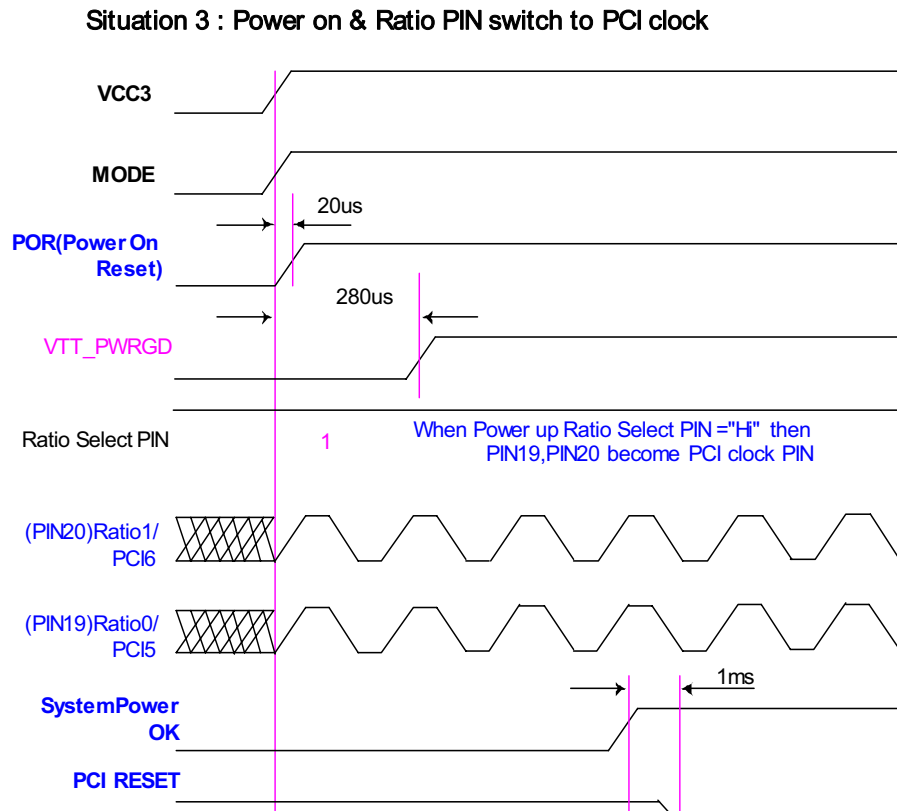 Situation 3 : Power on & Ratio PIN switch to PCI clock
VCC3
MODE
20us
POR(Power On
Reset)
280us
VTT_PWRGD
Ratio Select PIN
1
When Power up Ratio Select PIN ="Hi" then
PIN19,PIN20 become PCI clock PIN
(PIN20)Ratio1/
PCI6
(PIN19)Ratio0/
PCI5
1ms
SystemPower
OK
PCI RESET